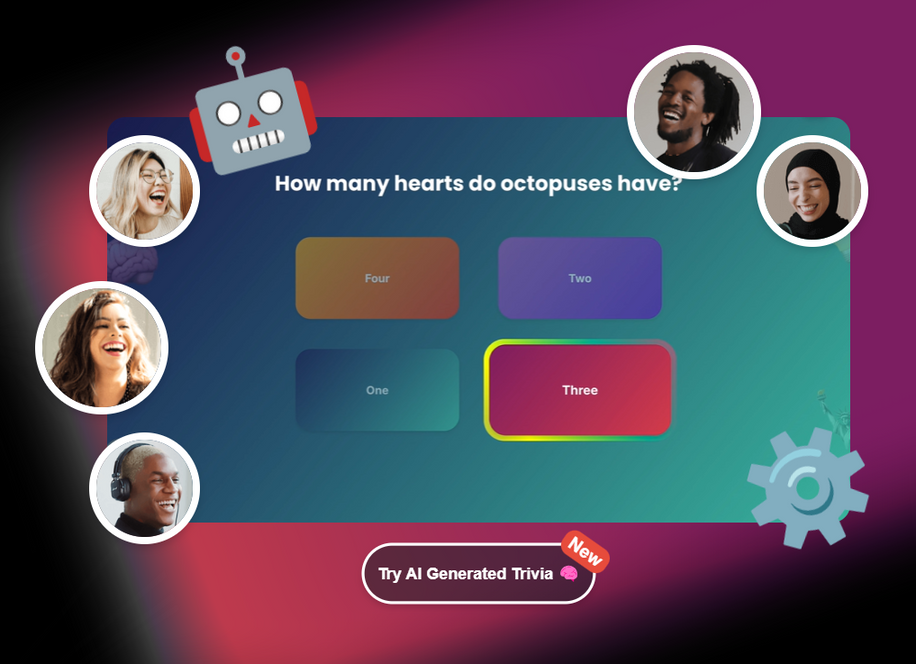 How many hearts do octopuses have?
Four
Two
One
Three
New
Try AI Generated Trivia 🧠